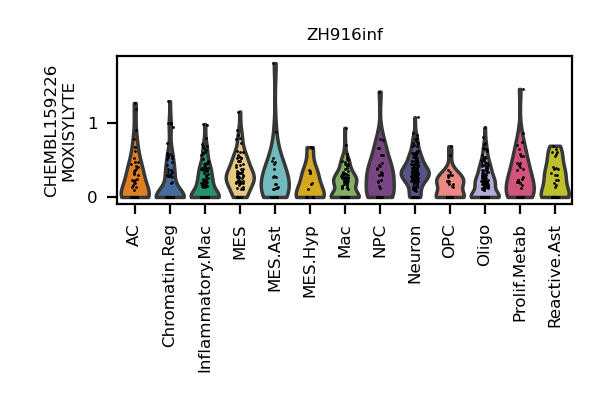 ZH916inf
CHEMBL159226
MOXISYLYTE
1
0
AC
Chromatin.Reg
Inflammatory.Mac
MES
MES.Ast
MES.Hyp
Mac
NPC
Neuron
OPC
Oligo
Prolif.Metab
Reactive.Ast